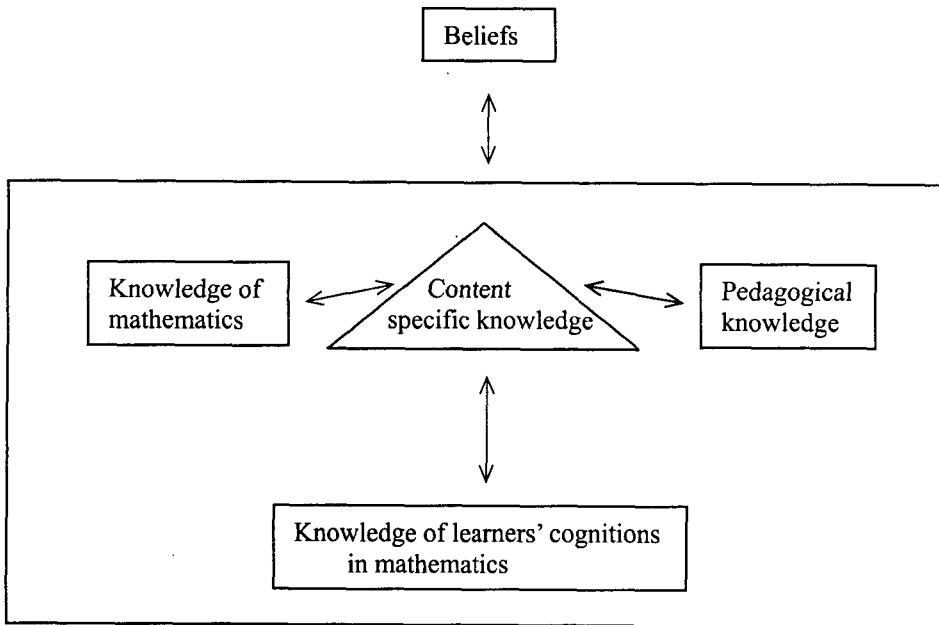 Beliefs
Knowledge of
mathematics
Content
specific knowledge
Pedagogical
knowledge
Knowledge of learners’ cognitions
in mathematics